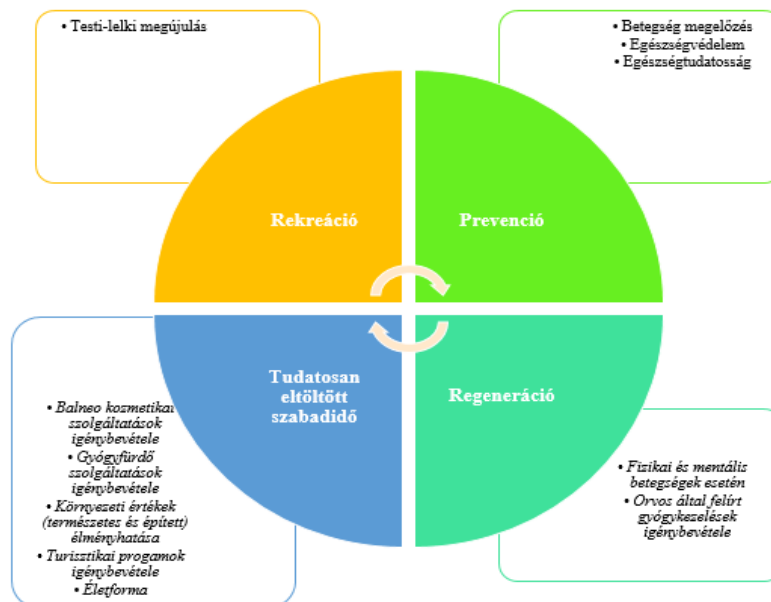 • Testi-lelki megújulás
• Betegség megelőzés
• Egészségvédelem
• Egészségtudatosság
Rekreáció
Prevenció
Tudatosan
eltöltött
szabadidő
Regeneráció
• Balneo kozmetikai
szolgáltatások
igénybevétele
• Gyógyfürdő
szolgáltatások
igénybevétele
• Környezeti értékek
(természetes és épített)
élményhatása
• Turisztikai progamok
igénybevétele
• Életforma
• Fizikai és mentális
betegségek esetén
• Orvos által felírt
gyógykezelések
igénybevétele